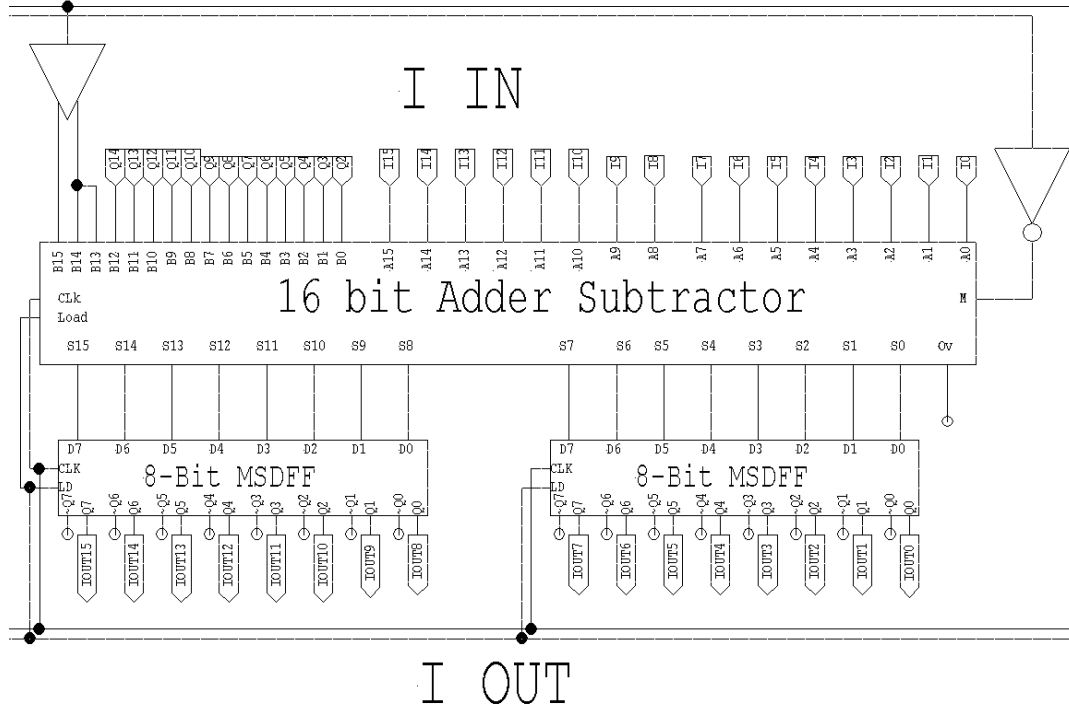 I IN
Q14 Q13 Q12 Q11 Q10 Q9 Q8 Q7 Q6 Q5 Q4 Q3 Q2 I15 I14 I13 I12 I11 I10 I9 I8 I7 I6 I5 I4 I3 I2 I1 I0
B15 B14 B13 B12 B11 B10 B9 B8 B7 B6 B5 B4 B3 B2 B1 B0 A15 A14 A13 A12 A11 A10 A9 A8 A7 A6 A5 A4 A3 A2 A1 A0
CLk 16 bit Adder Subtractor M
Load
S15 S14 S13 S12 S11 S10 S9 S8 S7 S6 S5 S4 S3 S2 S1 S0 Ov
D7 D6 D5 D4 D3 D2 D1 D0 D7 D6 D5 D4 D3 D2 D1 D0
CLK 8-Bit MSDFF CLK 8-Bit MSDFF
LD LD
~Q7 Q7 ~Q6 Q6 ~Q5 Q5 ~Q4 Q4 ~Q3 Q3 ~Q2 Q2 ~Q1 Q1 ~Q0 Q0 ~Q7 Q7 ~Q6 Q6 ~Q5 Q5 ~Q4 Q4 ~Q3 Q3 ~Q2 Q2 ~Q1 Q1 ~Q0 Q0
IOUT15 IOUT14 IOUT13 IOUT12 IOUT11 IOUT10 IOUT9 IOUT8 IOUT7 IOUT6 IOUT5 IOUT4 IOUT3 IOUT2 IOUT1 IOUT0
I OUT